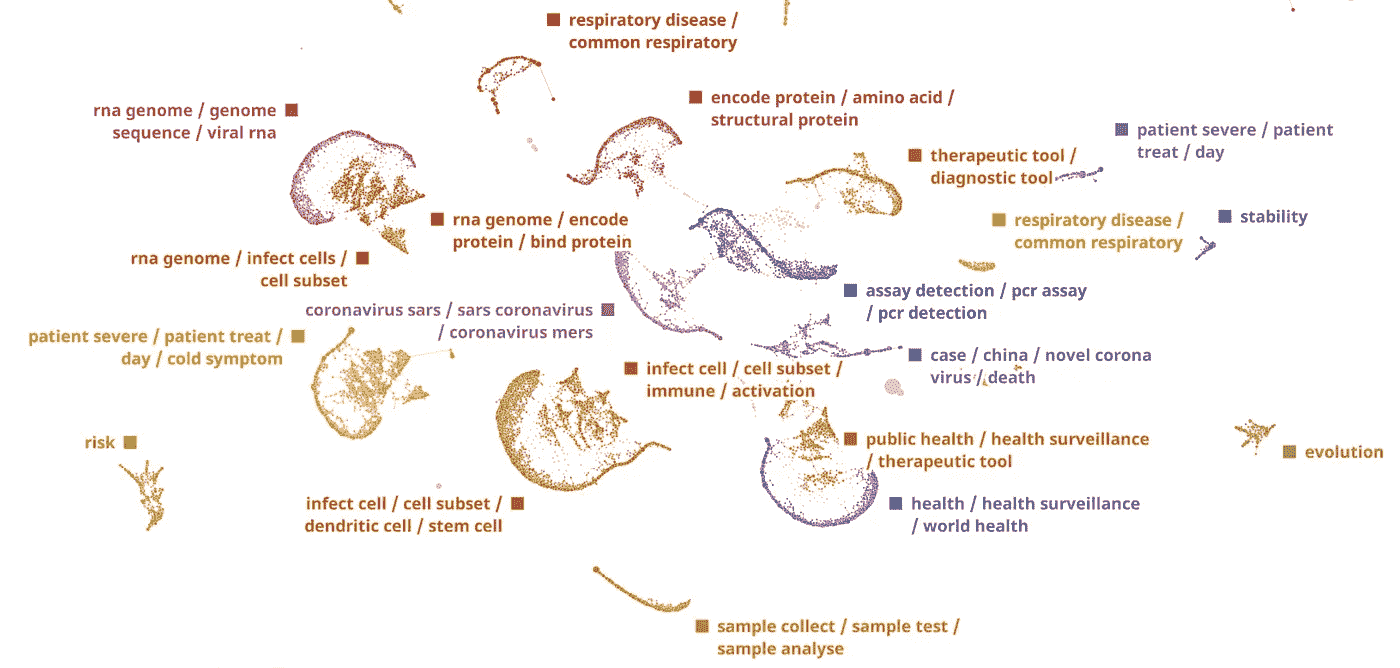 respiratory disease /
common respiratory
rna genome / genome
sequence / viral rna
encode protein / amino acid /
structural protein
patient severe / patient
treat / day
therapeutic tool /
diagnostic tool
rna genome / encode
protein / bind protein
respiratory disease /
common respiratory
stability
rna genome / infect cells /
cell subset
assay detection / pcr assay
/ pcr detection
coronavirus sars / sars coronavirus
/ coronavirus mers
patient severe / patient treat /
day / cold symptom
case / china / novel corona
virus / death
infect cell / cell subset /
immune / activation
risk
public health / health surveillance
/ therapeutic tool
evolution
infect cell / cell subset /
dendritic cell / stem cell
health / health surveillance
/ world health
sample collect / sample test /
sample analyse